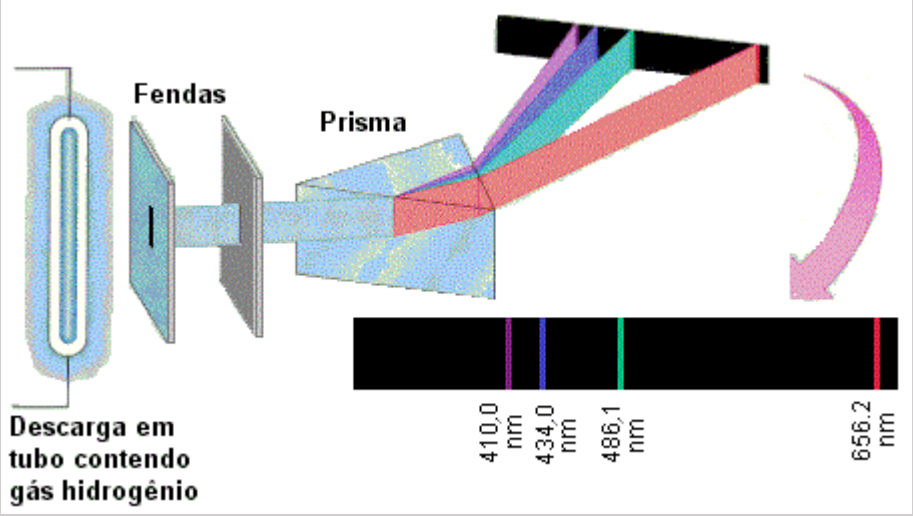 Fendas
Prisma
410,0
nm
434,0
nm
486,1
nm
656.2
nm
Descarga em
tubo contendo
gás hidrogênio